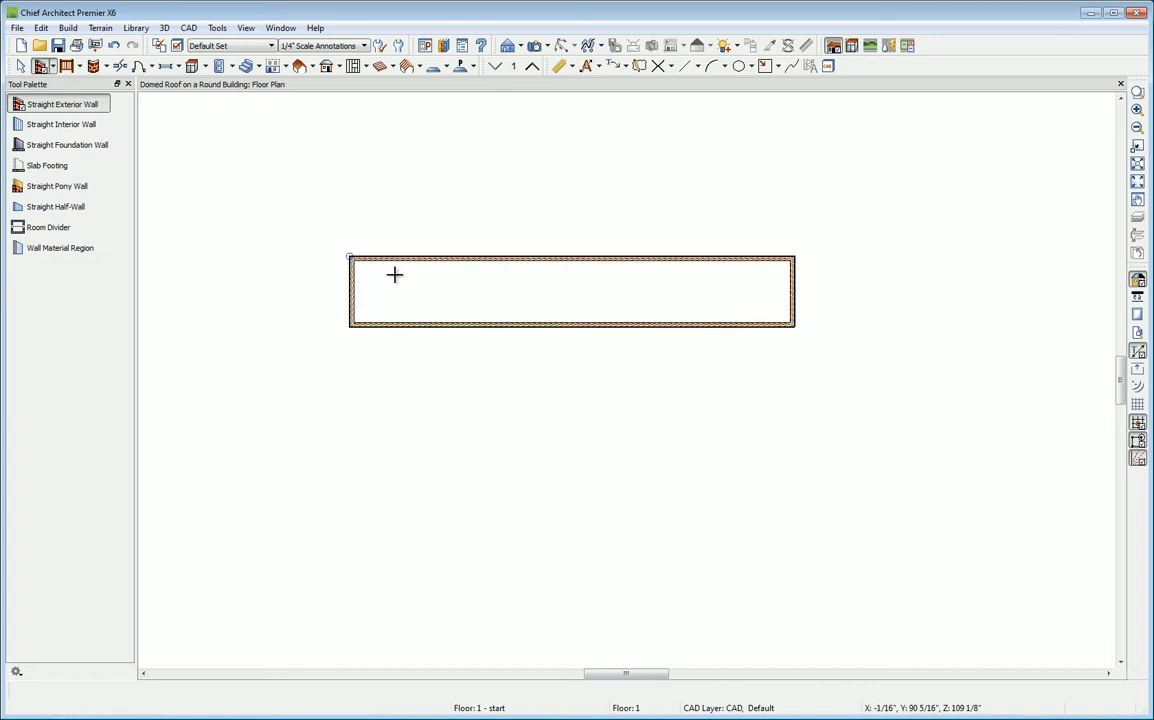 Chief Architect Premier X6
File Edit Build Terrain Library 3D CAD Tools View Window Help
Default Set 1/4" Scale Annotations
1
Tool Palette
Domed Roof on a Round Building: Floor Plan
Straight Exterior Wall
Straight Interior Wall
Straight Foundation Wall
Slab Footing
Straight Pony Wall
Straight Half-Wall
Room Divider
Wall Material Region
Floor: 1 - start Floor: 1 CAD Layer: CAD, Default X: -1/16", Y: 90 5/16", Z: 109 1/8"